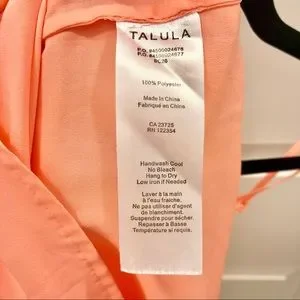 TALULA
100% Polyester
Made in China
Fabriqué en China
CA 23725
RN 122354
Handwash Cool
No Bleach
Hang to Dry
Low iron if Needed
Laver à la main
à l'eau fraiche.
Ne pas utiliser d'agent
de blanchiment.
Suspendre pour sécher.
Repasser à Basse
Température si requis.